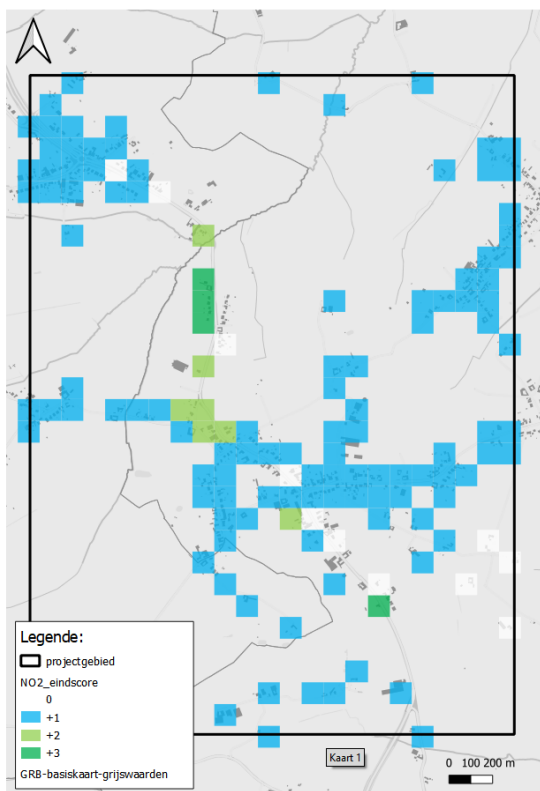 Legende:
projectgebied
NO2_eindscore
0
+1
+2
+3
GRB-basiskaart-grijswaarden
Kaart 1
0 100 200 m